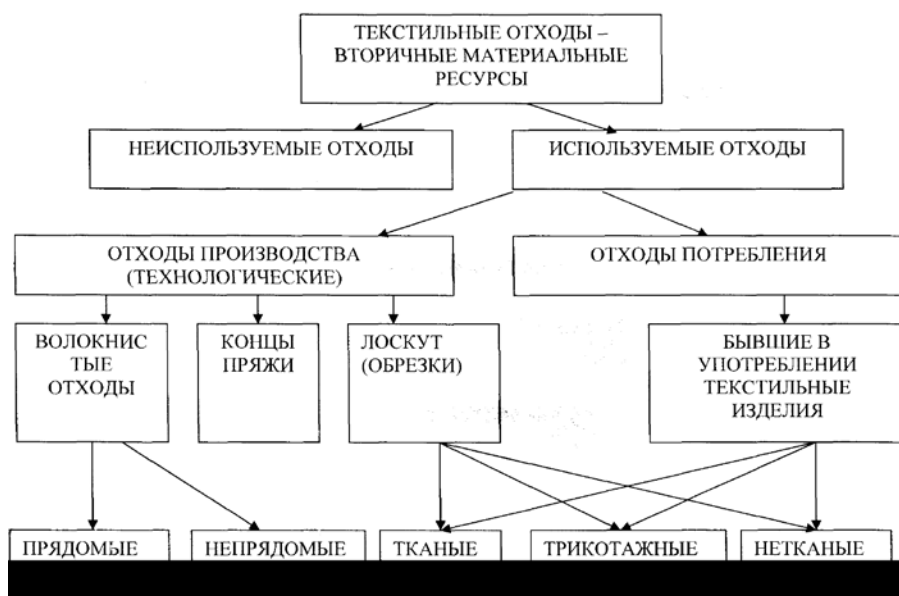 ТЕКСТИЛЬНЫЕ ОТХОДЫ –
ВТОРИЧНЫЕ МАТЕРИАЛЬНЫЕ
РЕСУРСЫ
НЕИСПОЛЬЗУЕМЫЕ ОТХОДЫ
ИСПОЛЬЗУЕМЫЕ ОТХОДЫ
ОТХОДЫ ПРОИЗВОДСТВА
(ТЕХНОЛОГИЧЕСКИЕ)
ОТХОДЫ ПОТРЕБЛЕНИЯ
ВОЛОКНИС
ТЫЕ
ОТХОДЫ
КОНЦЫ
ПРЯЖИ
ЛОСКУТ
(ОБРЕЗКИ)
БЫВШИЕ В
УПОТРЕБЛЕНИИ
ТЕКСТИЛЬНЫЕ
ИЗДЕЛИЯ
ПРЯДОМЫЕ
НЕПРЯДОМЫЕ
ТКАНЫЕ
ТРИКОТАЖНЫЕ
НЕТКАНЫЕ